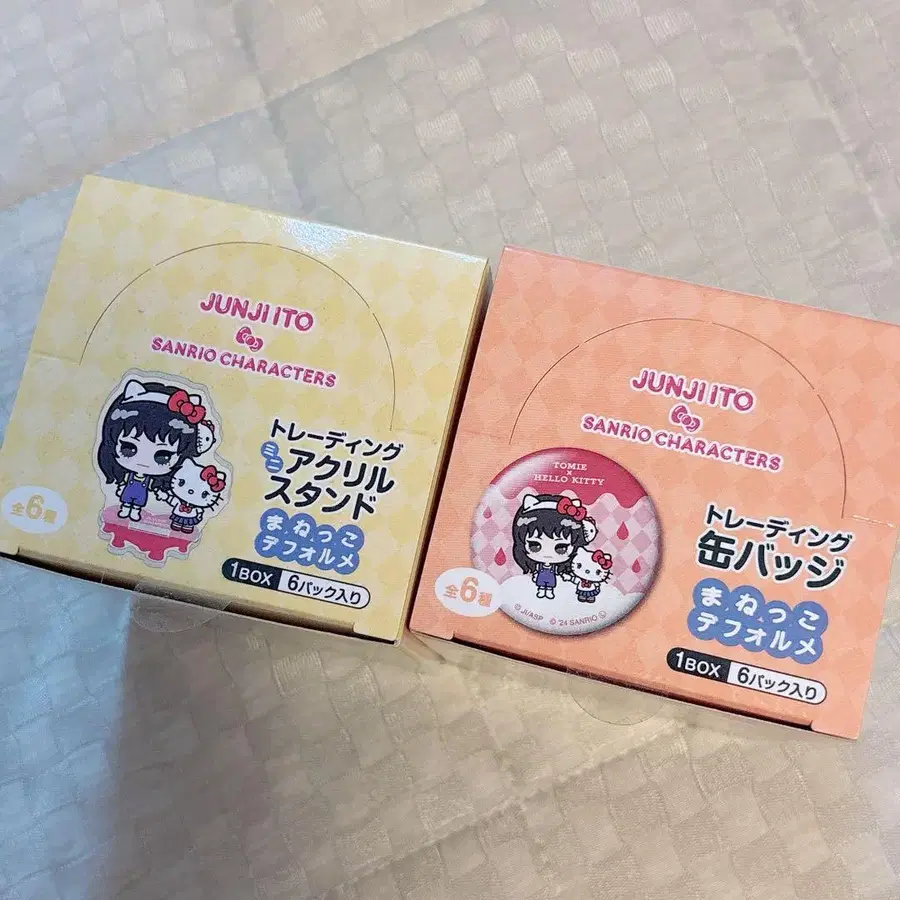 JUNJI ITO
SANRIO CHARACTERS
トレーディング
ミニアクリル
スタンド
まねっこ
デフォルメ
全6種
1BOX 6パック入り
JUNJI ITO
SANRIO CHARACTERS
TOMIE
×
HELLO KITTY
トレーディング
缶バッジ
まねっこ
デフォルメ
全6種
© JI/ASP © '24 SANRIO Ⓛ
1BOX 6パック入り